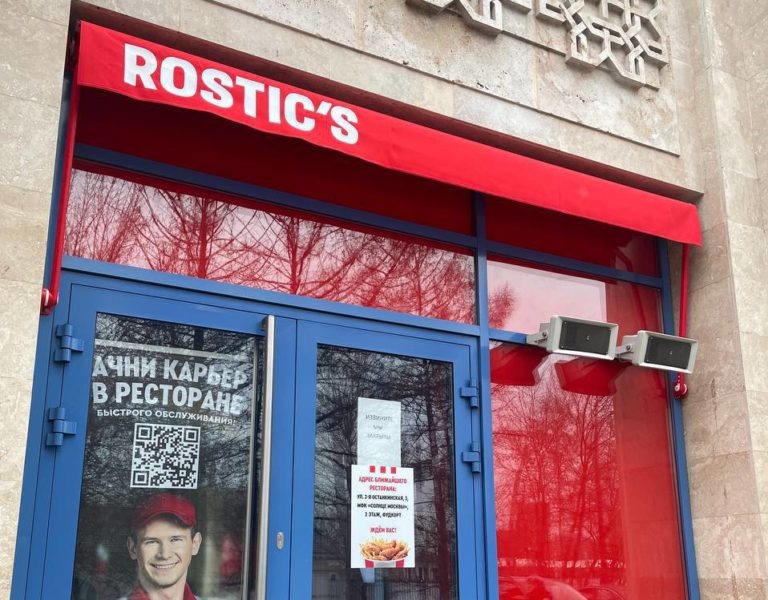 ROSTIC'S
АЧНИ КАРЬЕР
В РЕСТОРАНЕ
БЫСТРОГО ОБСЛУЖИВАНИЯ!
ИЗВИНИТЕ
МЫ
ЗАКРЫТЫ
АДРЕС БЛИЖАЙШЕГО
РЕСТОРАНА:
УЛ. 2-Я ОСТАНКИНСКАЯ, 3,
МФК «СОЛНЦЕ МОСКВЫ»,
2 ЭТАЖ, ФУДКОРТ
ЖДЁМ ВАС!